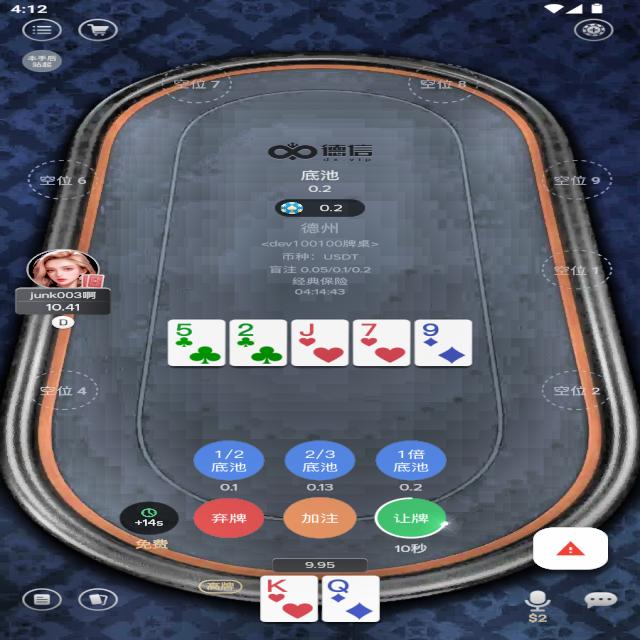 4:12
本手后
站起
空位 7
空位 8
德信
dx.vip
底池
0.2
0.2
空位 6
空位 9
德州
<dev100100牌桌>
币种：USDT
盲注 0.05/0.1/0.2
经典保险
04:14:43
空位 1
junk003啊
10.41
D
5
2
J
7
9
空位 4
空位 2
1/2
底池
2/3
底池
1倍
底池
0.1
0.13
0.2
+14s
弃牌
加注
让牌
免费
10秒
9.95
高牌
K
Q
$2